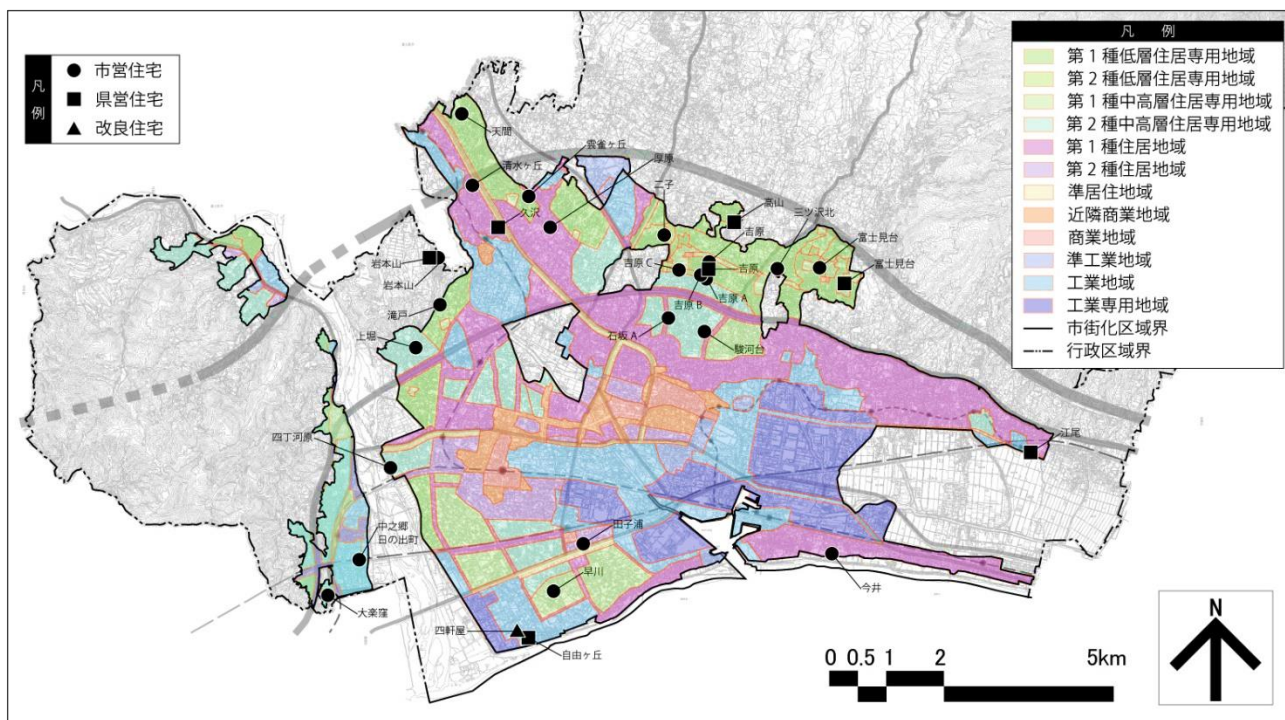 凡例
市営住宅
県営住宅
改良住宅
凡 例
第1種低層住居専用地域
第2種低層住居専用地域
第1種中高層住居専用地域
第2種中高層住居専用地域
第1種住居地域
第2種住居地域
準居住地域
近隣商業地域
商業地域
準工業地域
工業地域
工業専用地域
市街化区域界
行政区域界
天間
雲雀ヶ丘
清水ヶ丘
厚原
二子
久沢
高山
三ツ沢北
吉原
富士見台
岩本山
吉原C
吉原
富士見台
岩本山
吉原B
吉原A
滝戸
石坂A
上堀
駿河台
四丁河原
江尾
田子浦
中之郷
日の出町
早川
今井
大楽窪
四軒屋
自由ヶ丘
N
0 0.5 1 2 5km